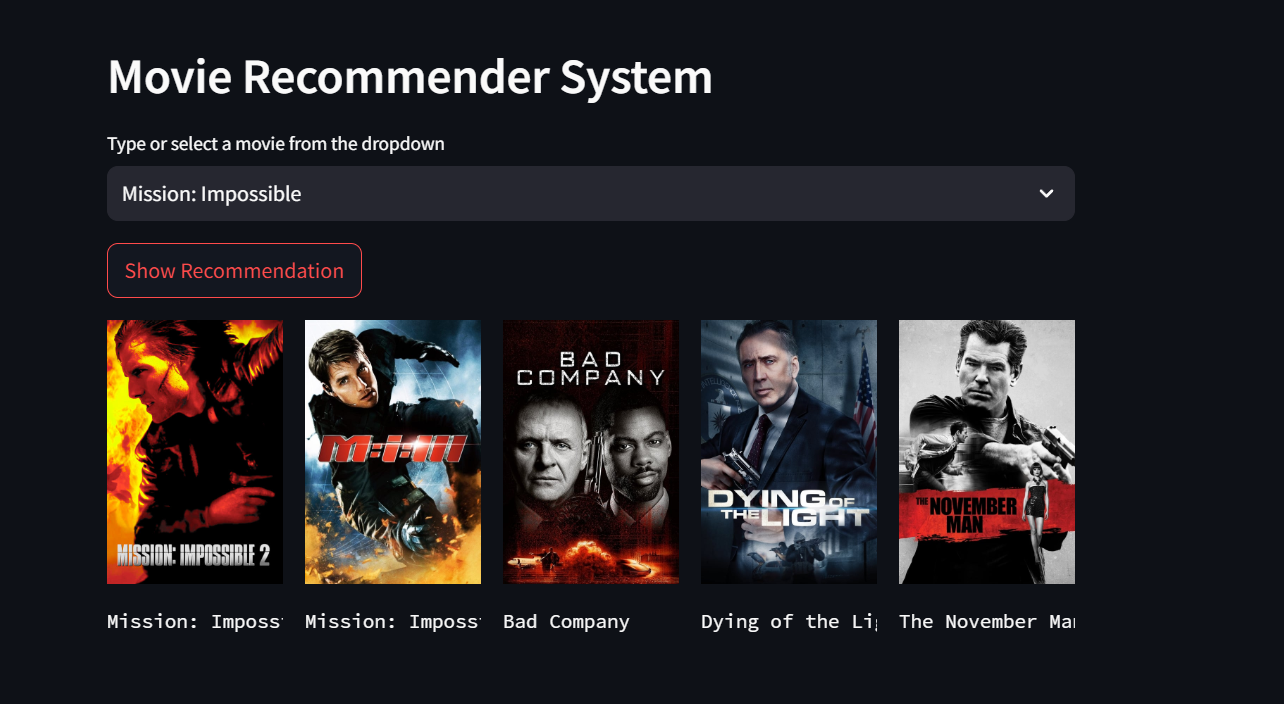 Movie Recommender System
Type or select a movie from the dropdown
Mission: Impossible
Show Recommendation
MISSION: IMPOSSIBLE 2
M:i:III
BAD
COMPANY
DYING OF
THE LIGHT
THE NOVEMBER
MAN
Mission: Imposs
Mission: Imposs
Bad Company
Dying of the Li
The November Ma